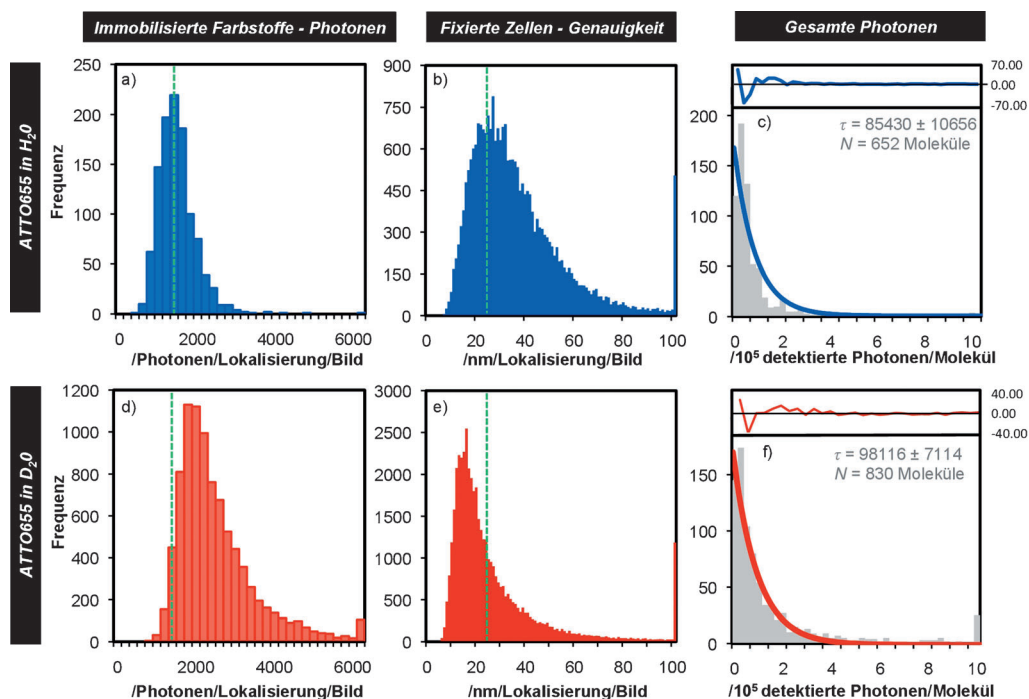 Immobilisierte Farbstoffe - Photonen
Fixierte Zellen - Genauigkeit
Gesamte Photonen
ATTO655 in H20
Frequenz
a)
250
200
150
100
50
0
0 2000 4000 6000
/Photonen/Lokalisierung/Bild
b)
900
750
600
450
300
150
0
0 20 40 60 80 100
/nm/Lokalisierung/Bild
70.00
0.00
-70.00
c)
τ = 85430 ± 10656
N = 652 Moleküle
200
150
100
50
0
0 2 4 6 8 10
/10⁵ detektierte Photonen/Molekül
ATTO655 in D20
Frequenz
d)
1200
1000
800
600
400
200
0
0 2000 4000 6000
/Photonen/Lokalisierung/Bild
e)
3000
2500
2000
1500
1000
500
0
0 20 40 60 80 100
/nm/Lokalisierung/Bild
40.00
0.00
-40.00
f)
τ = 98116 ± 7114
N = 830 Moleküle
150
100
50
0
0 2 4 6 8 10
/10⁵ detektierte Photonen/Molekül